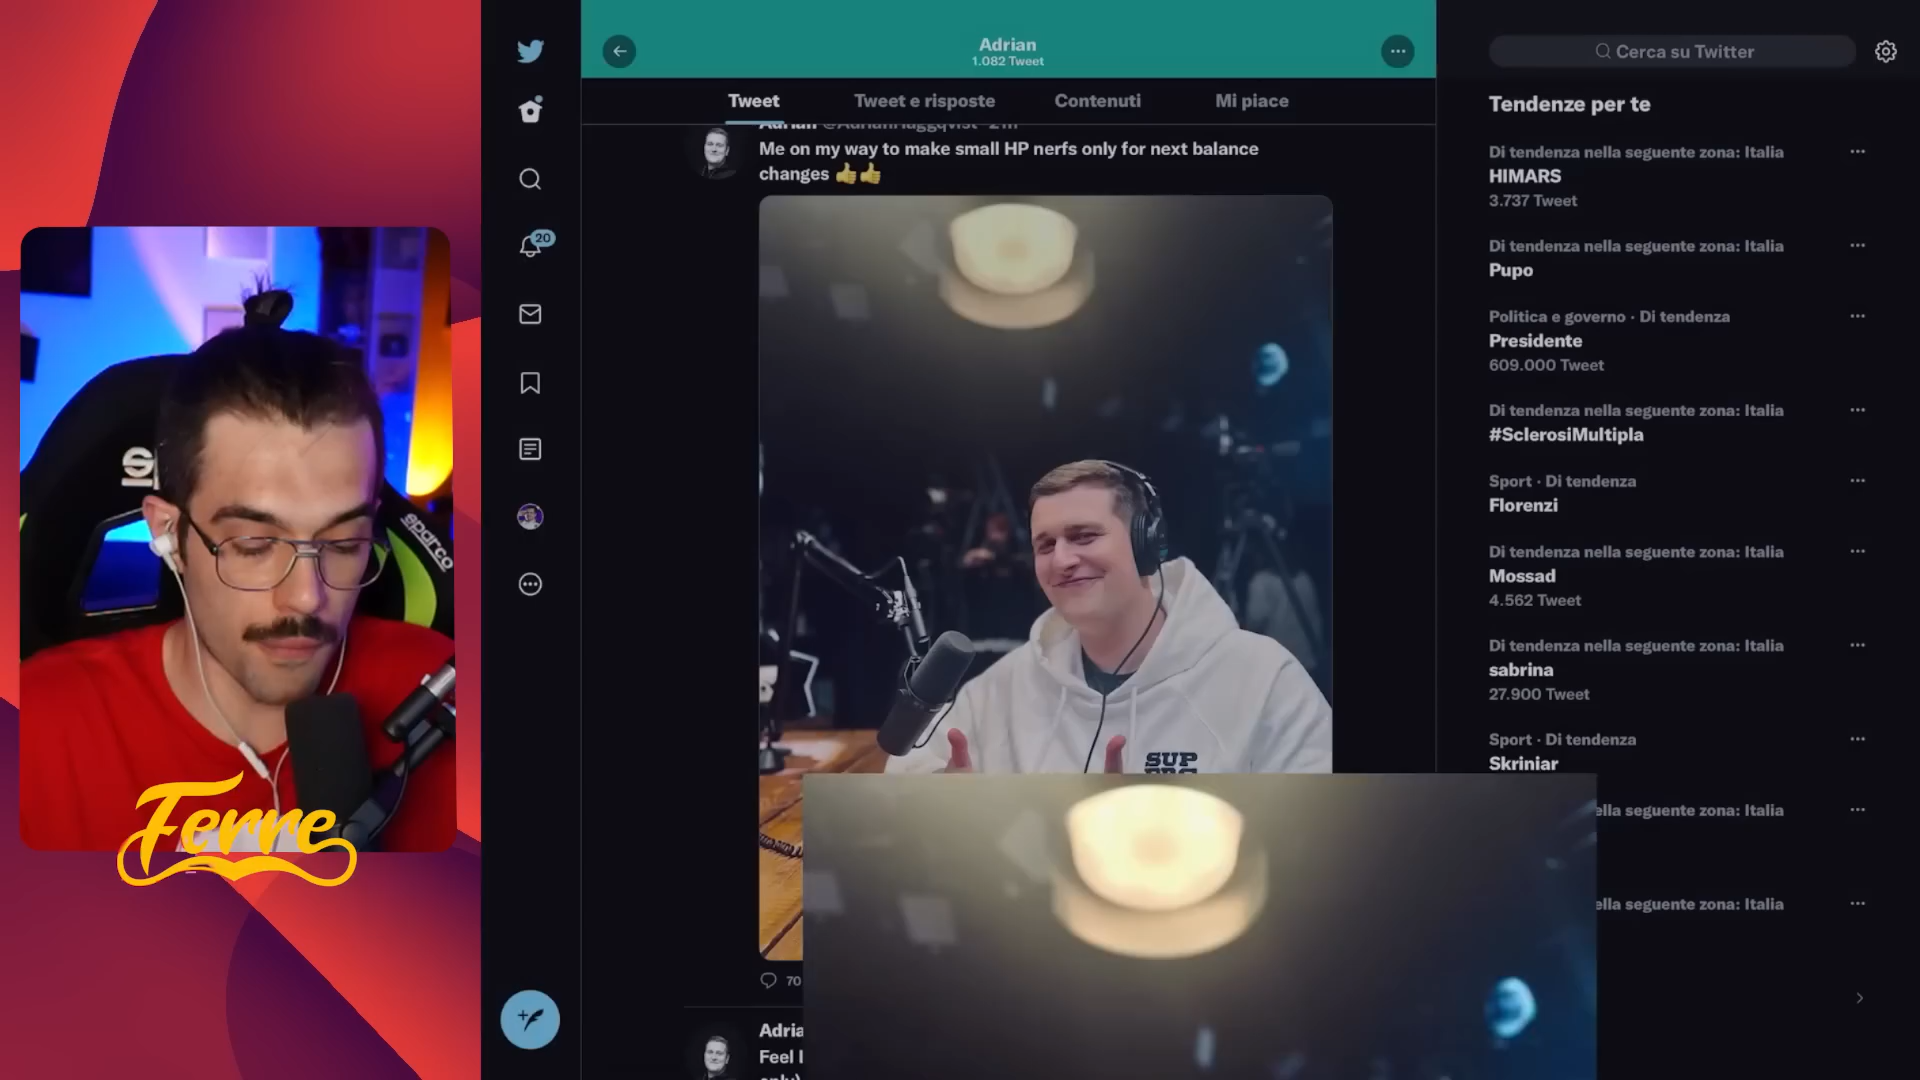 Adrian
1.082 Tweet
Cerca su Twitter
Tweet
Tweet e risposte
Contenuti
Mi piace
Me on my way to make small HP nerfs only for next balance
changes 👍👍
20
SUP
70
Adria
Feel
Tendenze per te
Di tendenza nella seguente zona: Italia
HIMARS
3.737 Tweet
Di tendenza nella seguente zona: Italia
Pupo
Politica e governo · Di tendenza
Presidente
609.000 Tweet
Di tendenza nella seguente zona: Italia
#SclerosiMultipla
Sport · Di tendenza
Florenzi
Di tendenza nella seguente zona: Italia
Mossad
4.562 Tweet
Di tendenza nella seguente zona: Italia
sabrina
27.900 Tweet
Sport · Di tendenza
Skriniar
ella seguente zona: Italia
ella seguente zona: Italia
sparco
Ferre